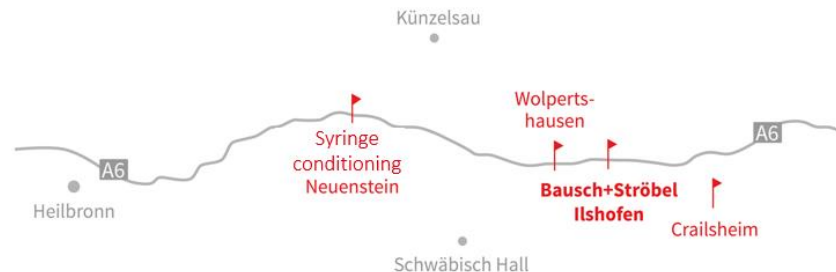 Künzelsau
Wolperts-
hausen
A6
Syringe
conditioning
Neuenstein
A6
Bausch+Ströbel
Ilshofen
Heilbronn
Crailsheim
Schwäbisch Hall